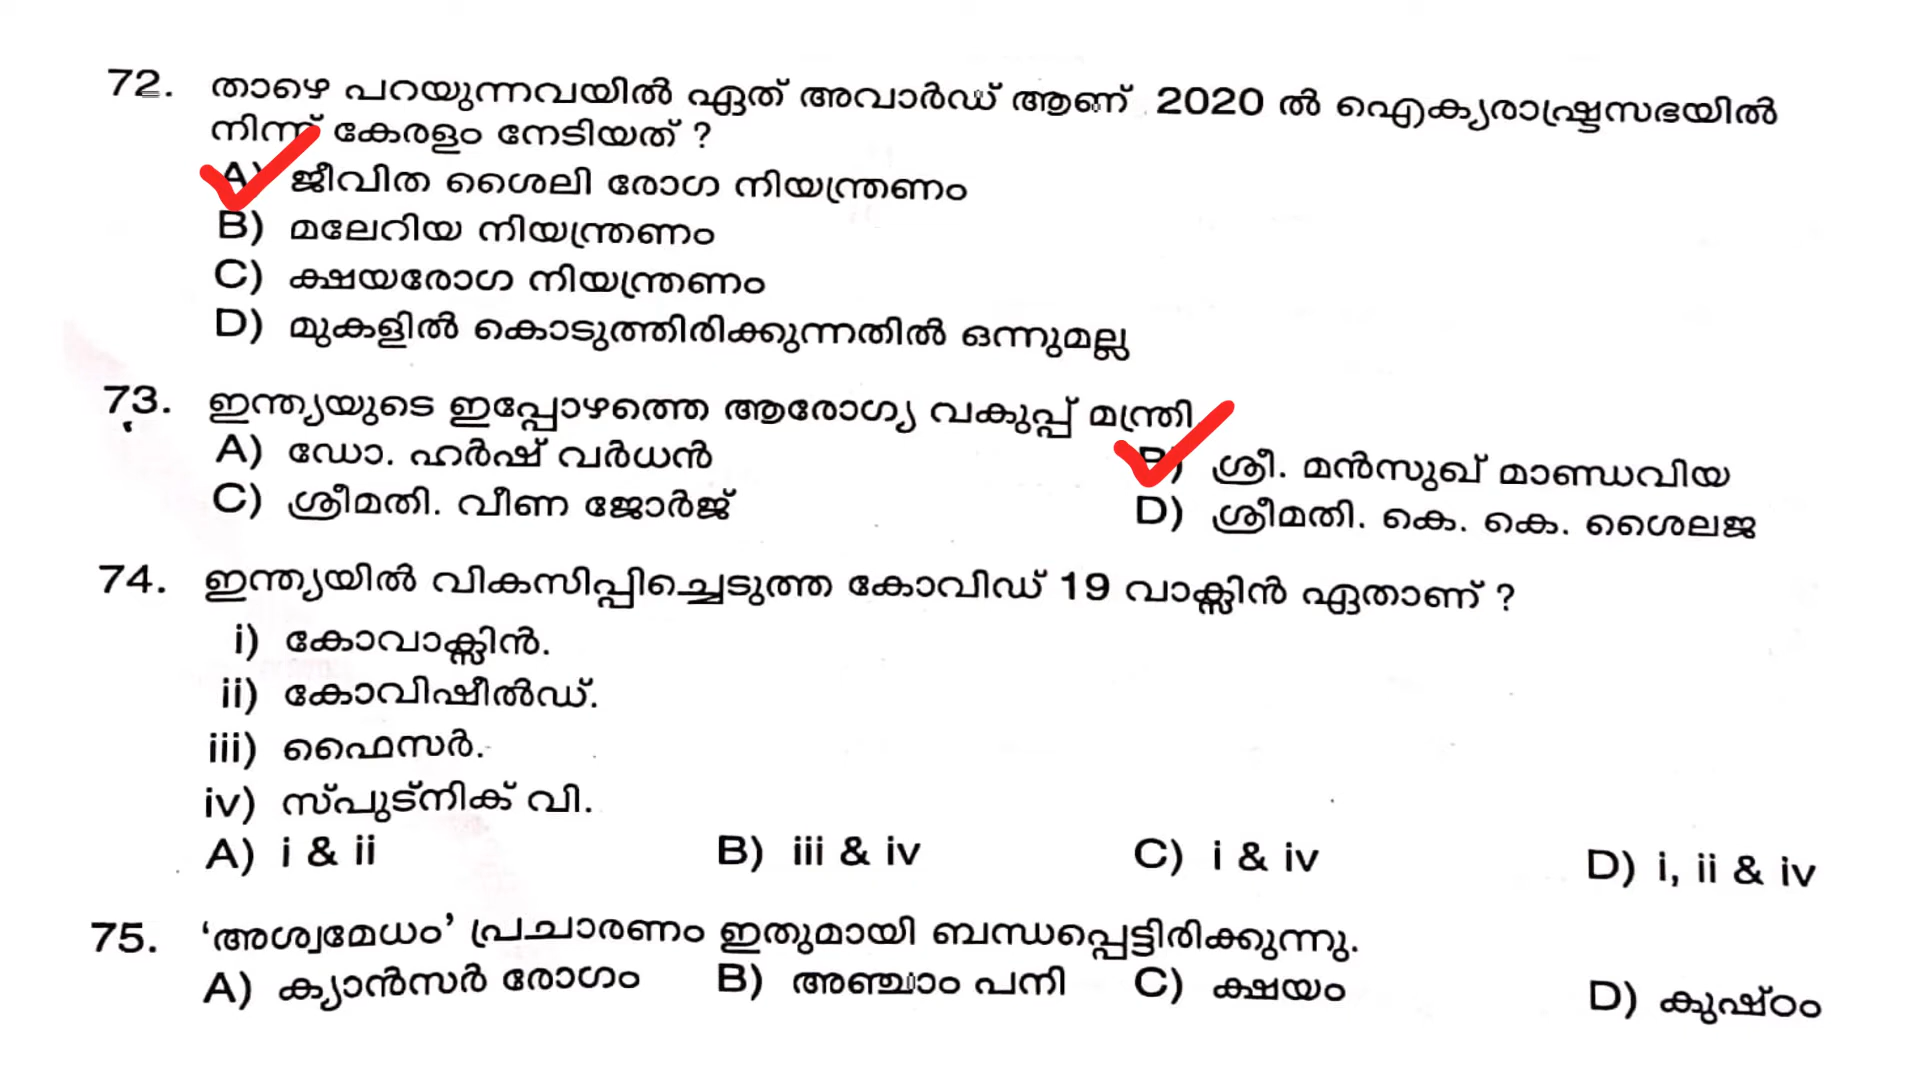 72. താഴെ പറയുന്നവയിൽ ഏത് അവാർഡ് ആണ് 2020 ൽ ഐക്യരാഷ്ട്രസഭയിൽ
നിന്ന് കേരളം നേടിയത് ?
A) ജീവിത ശൈലി രോഗ നിയന്ത്രണം
B) മലേറിയ നിയന്ത്രണം
C) ക്ഷയരോഗ നിയന്ത്രണം
D) മുകളിൽ കൊടുത്തിരിക്കുന്നതിൽ ഒന്നുമല്ല
73. ഇന്ത്യയുടെ ഇപ്പോഴത്തെ ആരോഗ്യ വകുപ്പ് മന്ത്രി.
A) ഡോ. ഹർഷ് വർധൻ B) ശ്രീ. മൻസുഖ് മാണ്ഡവിയ
C) ശ്രീമതി. വീണ ജോർജ് D) ശ്രീമതി. കെ. കെ. ശൈലജ
74. ഇന്ത്യയിൽ വികസിപ്പിച്ചെടുത്ത കോവിഡ് 19 വാക്സിൻ ഏതാണ് ?
i) കോവാക്സിൻ.
ii) കോവിഷീൽഡ്.
iii) ഫൈസർ.
iv) സ്പുട്നിക് വി.
A) i & ii B) iii & iv C) i & iv D) i, ii & iv
75. ‘അശ്വമേധം’ പ്രചാരണം ഇതുമായി ബന്ധപ്പെട്ടിരിക്കുന്നു.
A) ക്യാൻസർ രോഗം B) അഞ്ചാം പനി C) ക്ഷയം D) കുഷ്ഠം